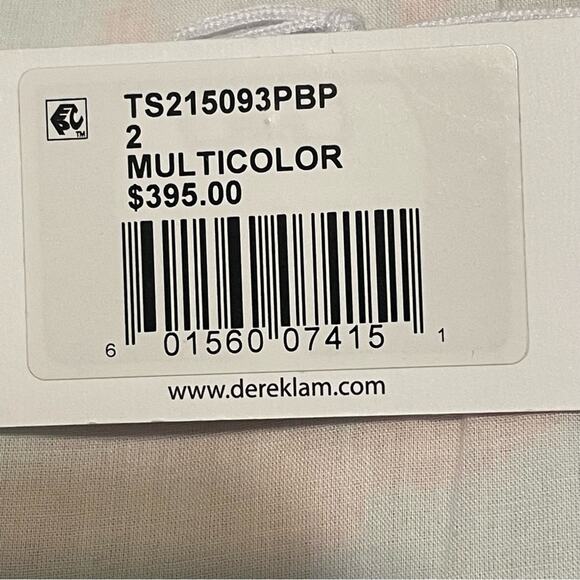 TS215093PBP
2
MULTICOLOR
$395.00
6 01560 07415 1
www.dereklam.com